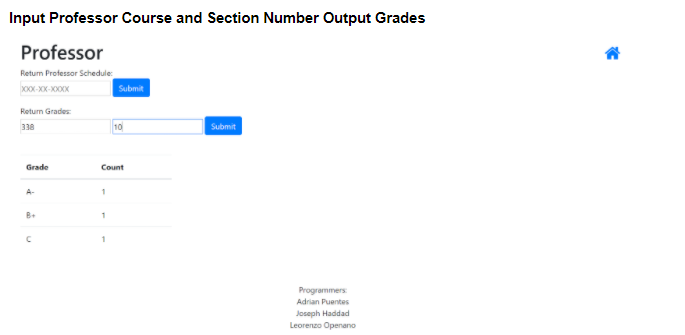 Input Professor Course and Section Number Output Grades
Professor
Return Professor Schedule:
XXX-XX-XXXX Submit
Return Grades:
338 10 Submit
Grade Count
A- 1
B+ 1
C 1
Programmers:
Adrian Puentes
Joseph Haddad
Leorenzo Openano